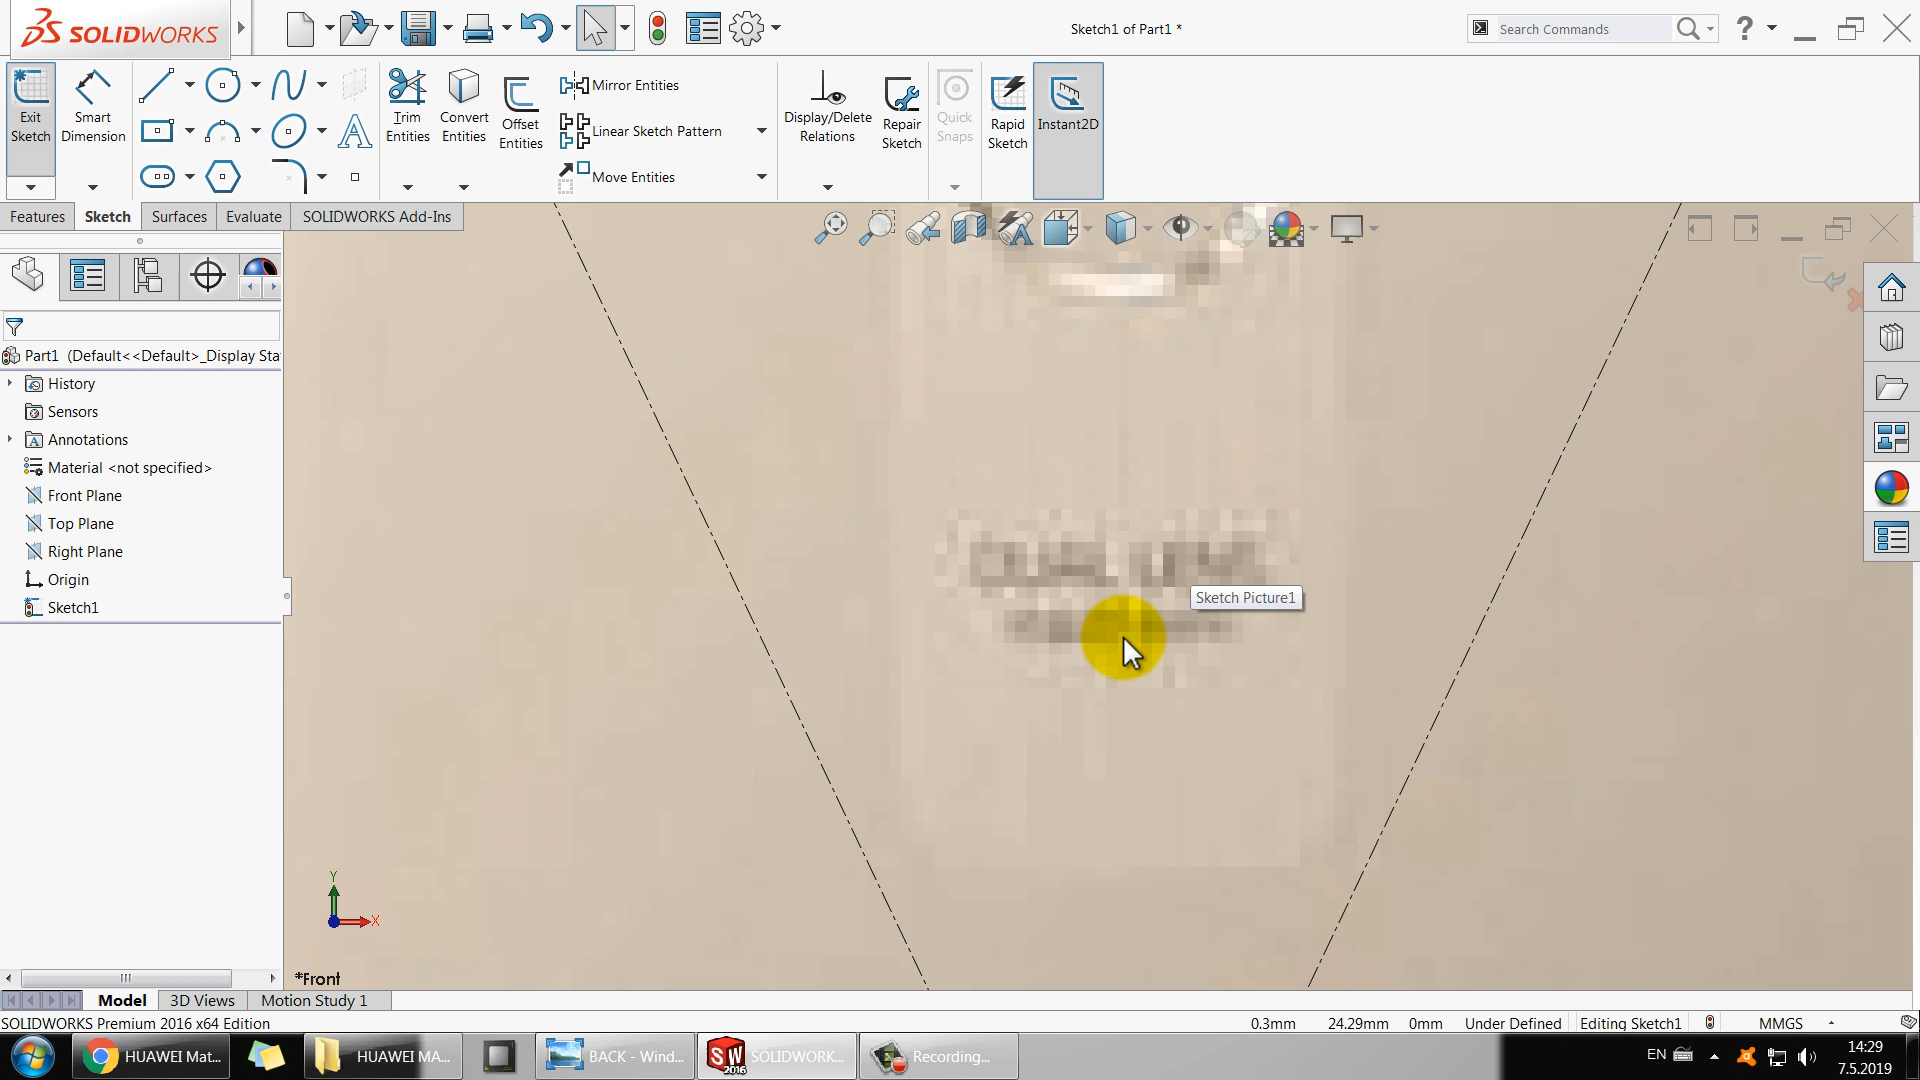 SOLIDWORKS
Sketch1 of Part1 *
Search Commands
Exit Sketch
Smart Dimension
Trim Entities
Convert Entities
Offset Entities
Mirror Entities
Linear Sketch Pattern
Move Entities
Display/Delete Relations
Repair Sketch
Quick Snaps
Rapid Sketch
Instant2D
Features
Sketch
Surfaces
Evaluate
SOLIDWORKS Add-Ins
Part1 (Default<<Default>_Display Sta
History
Sensors
Annotations
Material <not specified>
Front Plane
Top Plane
Right Plane
Origin
Sketch1
Sketch Picture1
Y
X
*Front
Model
3D Views
Motion Study 1
SOLIDWORKS Premium 2016 x64 Edition
0.3mm
24.29mm
0mm
Under Defined
Editing Sketch1
MMGS
HUAWEI Mat...
HUAWEI MA...
BACK - Wind...
SW 2016
SOLIDWORK...
Recording...
EN
14:29
7.5.2019